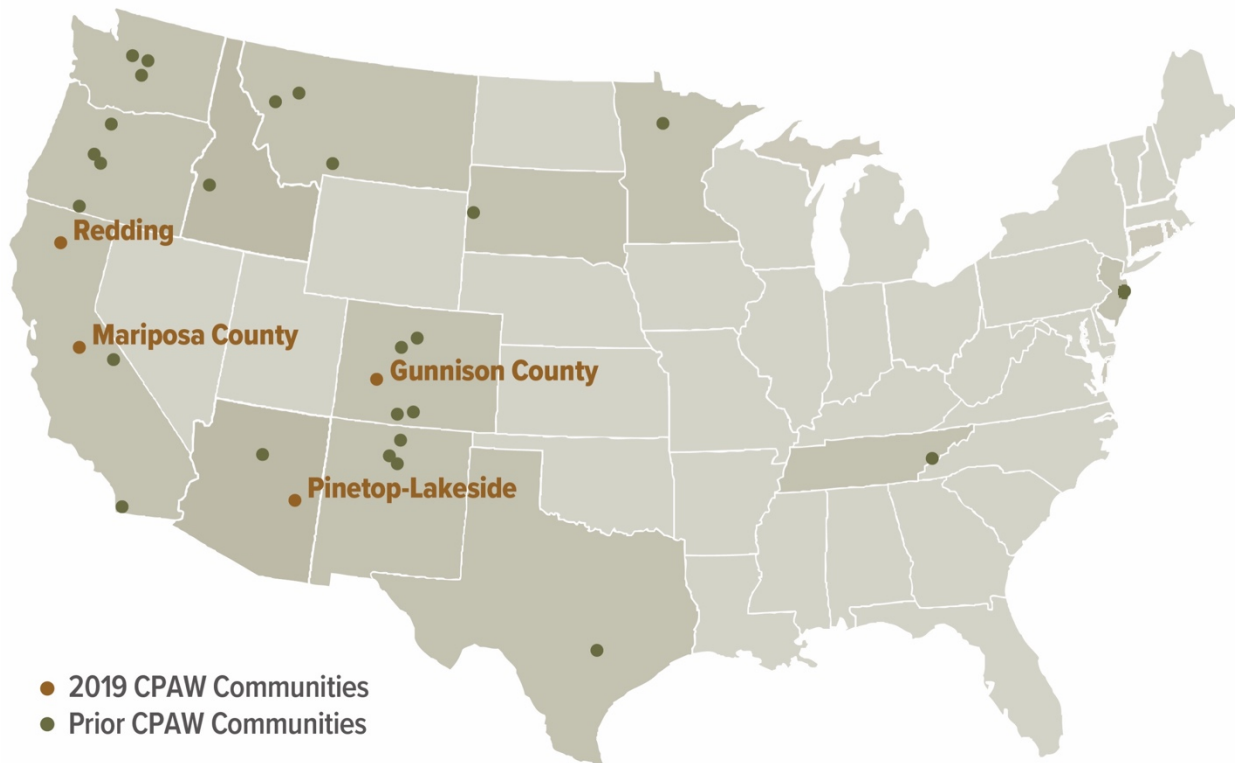 Redding
Mariposa County
Gunnison County
Pinetop-Lakeside
2019 CPAW Communities
Prior CPAW Communities